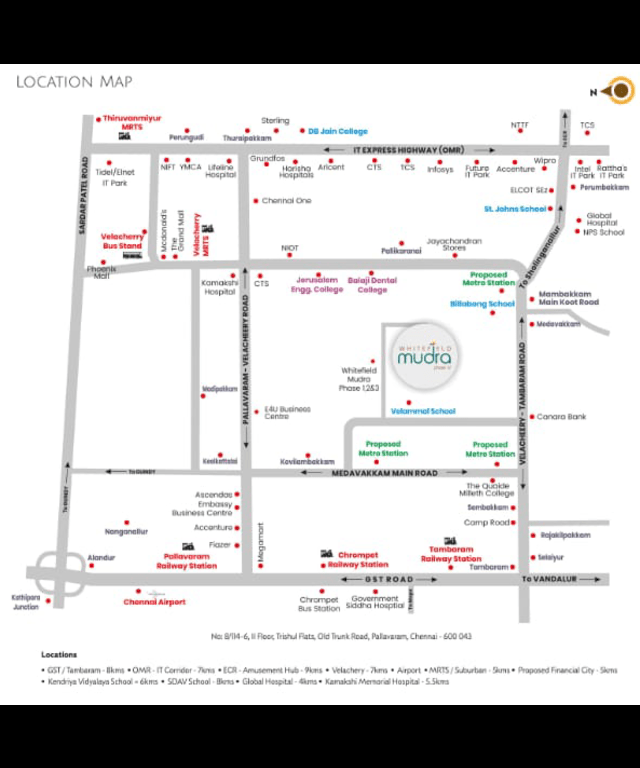 LOCATION MAP
N
Thiruvanmiyur
MRTS
Perungudi
Thuraipakkam
Sterling
DB Jain College
NTTF
TCS
To ECR
IT EXPRESS HIGHWAY (OMR)
Tidel/Elnet
IT Park
NIFT
YMCA
Lifeline
Hospital
Grundfos
Harsha
Hospitals
Aricent
CTS
TCS
Infosys
Future
IT Park
Accenture
Wipro
Intel
IT Park
Rattha's
IT Park
SARDAR PATEL ROAD
ELCOT SEz
Perumbakkam
Chennai One
St. Johns School
Global
Hospital
NPS School
Velachery
Bus Stand
Mcdonald's
The
Grand Mall
Velachery
MRTS
NIOT
Pallikaranai
Jayachandaran
Stores
To Sholinganallur
Phoenix
Mall
Kamakshi
Hospital
CTS
Jerusalem
Engg. College
Balaji Dental
College
Proposed
Metro Station
Billabong School
Mambakkam
Main Koot Road
Medavakkam
PALLAVARAM - VELACHEERY ROAD
WHITEFIELD
mudra
Whitefield
Mudra
Phase 1,2&3
VELACHEERY - TAMBARAM ROAD
Madipakkam
E4U Business
Centre
Velammal School
Canara Bank
Proposed
Metro Station
Proposed
Metro Station
Keelkattalai
Kovilambakkam
To GUINDY
MEDAVAKKAM MAIN ROAD
To GUINDY
The Quaide
Milleth College
Ascendas
Embassy
Business Centre
Sembakkam
Camp Road
Nanganallur
Accenture
Fiazer
Megamart
Rajakilpakkam
Alandur
Pallavaram
Railway Station
Chrompet
Railway Station
Tambaram
Railway Station
Selaiyur
Tambaram
GST ROAD
To VANDALUR
Kathipara
Junction
Chennai Airport
Chrompet
Bus Station
Government
Siddha Hosptial
No: 8/114-6, II Floor, Trishul Flats, Old Trunk Road, Pallavaram, Chennai - 600 043
Locations
• GST / Tambaram - 8kms • OMR - IT Corridor - 7kms • ECR - Amusement Hub - 9kms • Velachery - 7kms • Airport • MRTS / Suburban - 5kms • Proposed Financial City - 5kms
• Kendriya Vidyalaya School = 6kms • SDAV School - 8kms • Global Hospital - 4kms • Kamakshi Memorial Hospital - 5.5kms